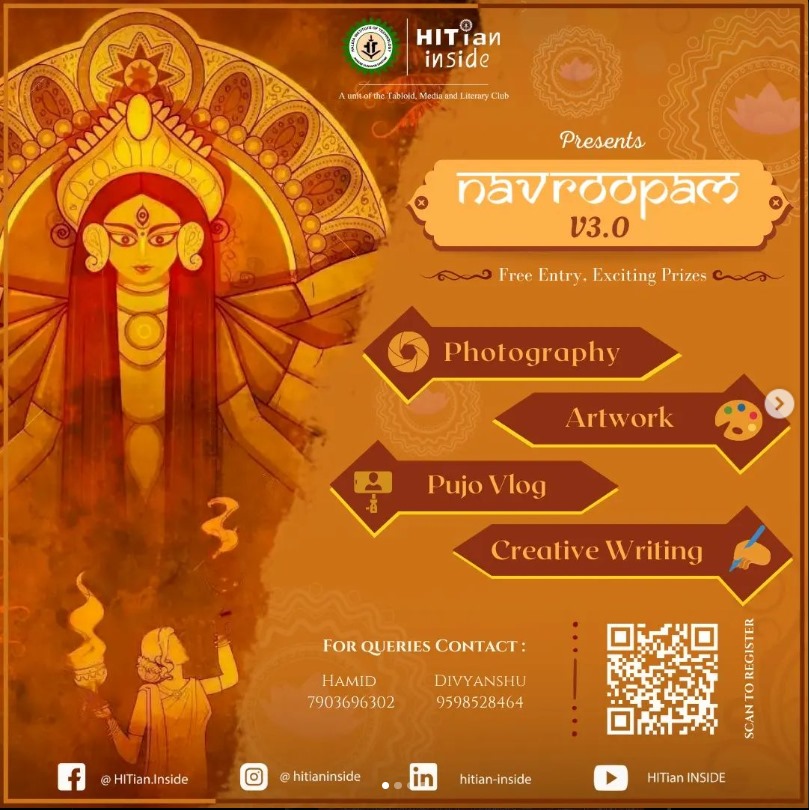 HITian
inside
A unit of the Tabloid, Media and Literary Club
Presents
navroopam
V3.0
Free Entry. Exciting Prizes
Photography
Artwork
Pujo Vlog
Creative Writing
For queries Contact :
Hamid
7903696302
Divyanshu
9598528464
Scan to Register
@ HITian.Inside
@ hitianinside
hitian-inside
HITian INSIDE